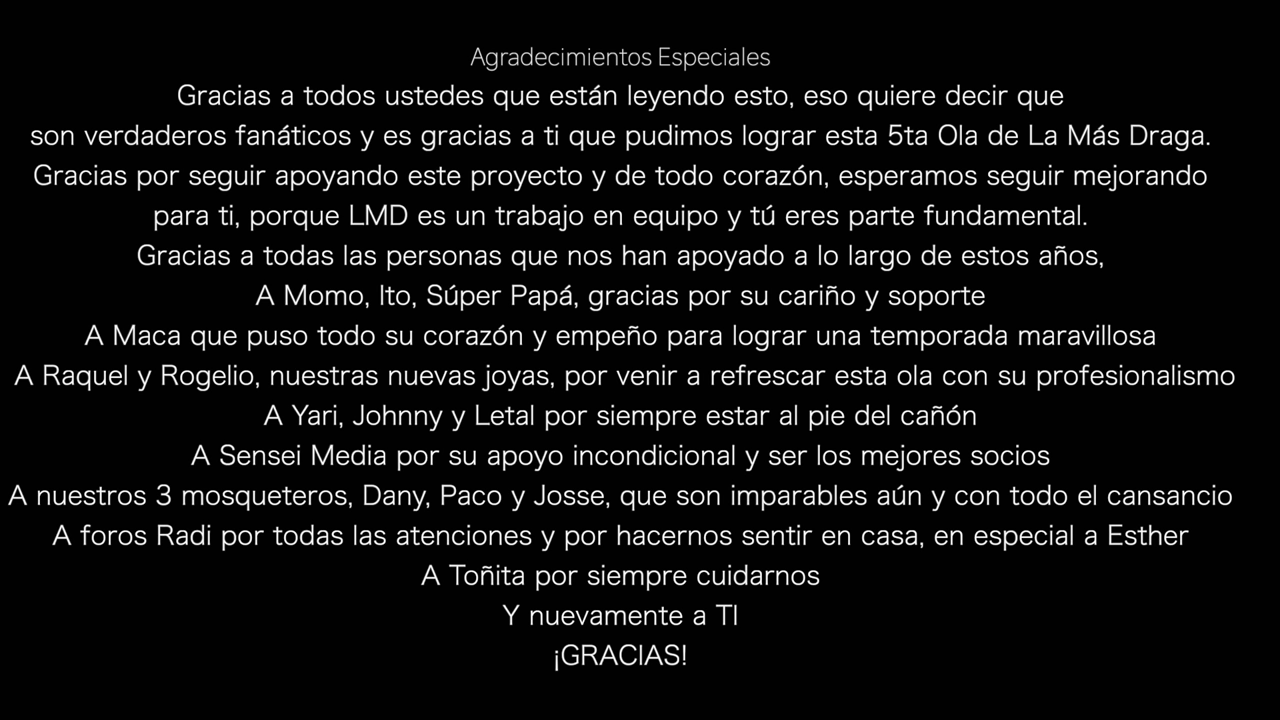 Agradecimientos Especiales
Gracias a todos ustedes que están leyendo esto, eso quiere decir que
son verdaderos fanáticos y es gracias a ti que pudimos lograr esta 5ta Ola de La Más Draga.
Gracias por seguir apoyando este proyecto y de todo corazón, esperamos seguir mejorando
para ti, porque LMD es un trabajo en equipo y tú eres parte fundamental.
Gracias a todas las personas que nos han apoyado a lo largo de estos años,
A Momo, Ito, Súper Papá, gracias por su cariño y soporte
A Maca que puso todo su corazón y empeño para lograr una temporada maravillosa
A Raquel y Rogelio, nuestras nuevas joyas, por venir a refrescar esta ola con su profesionalismo
A Yari, Johnny y Letal por siempre estar al pie del cañón
A Sensei Media por su apoyo incondicional y ser los mejores socios
A nuestros 3 mosqueteros, Dany, Paco y Josse, que son imparables aún y con todo el cansancio
A foros Radi por todas las atenciones y por hacernos sentir en casa, en especial a Esther
A Toñita por siempre cuidarnos
Y nuevamente a TI
¡GRACIAS!